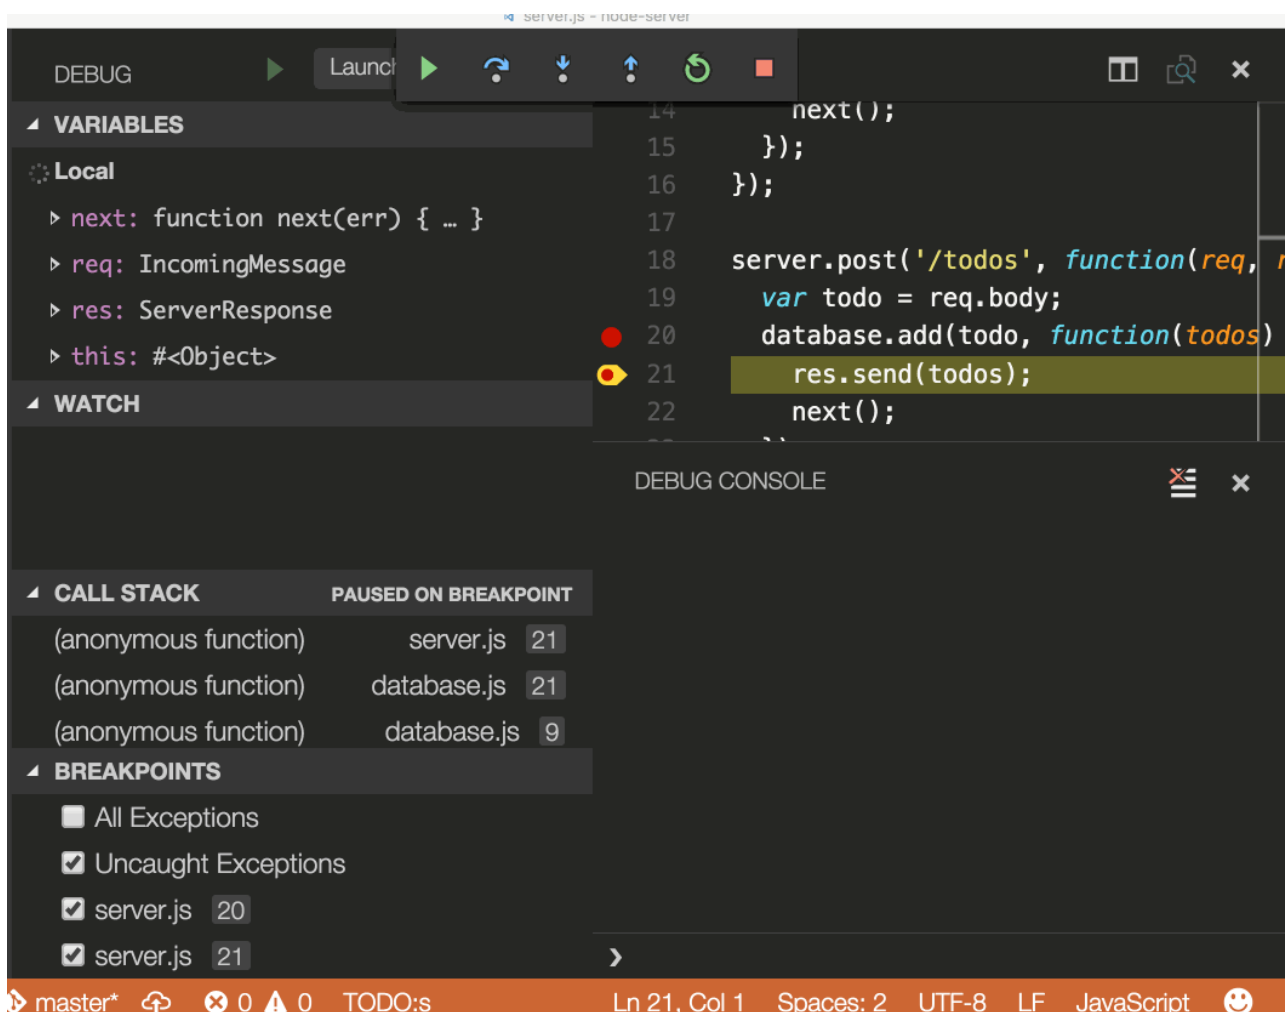 server.js - node-server
DEBUG
Launch
VARIABLES
Local
next: function next(err) { … }
req: IncomingMessage
res: ServerResponse
this: #<Object>
WATCH
CALL STACK PAUSED ON BREAKPOINT
(anonymous function) server.js 21
(anonymous function) database.js 21
(anonymous function) database.js 9
BREAKPOINTS
All Exceptions
Uncaught Exceptions
server.js 20
server.js 21
14 next();
15 });
16 });
17
18 server.post('/todos', function(req,
19 var todo = req.body;
20 database.add(todo, function(todos)
21 res.send(todos);
22 next();
DEBUG CONSOLE
❯
master* 0 0 TODO:s Ln 21, Col 1 Spaces: 2 UTF-8 LF JavaScript